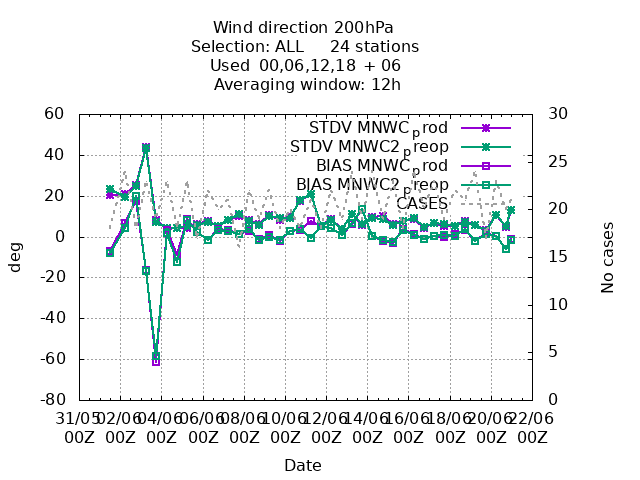 Wind direction 200hPa
Selection: ALL 24 stations
Used 00,06,12,18 + 06
Averaging window: 12h
60 30
STDV MNWCprod
STDV MNWC2preop
40 25
BIAS MNWCprod
BIAS MNWC2preop
20 20
CASES
0 15
-20 10
-40 5
-60
-80 0
deg
No cases
31/05 02/06 04/06 06/06 08/06 10/06 12/06 14/06 16/06 18/06 20/06 22/06
00Z 00Z 00Z 00Z 00Z 00Z 00Z 00Z 00Z 00Z 00Z 00Z
Date